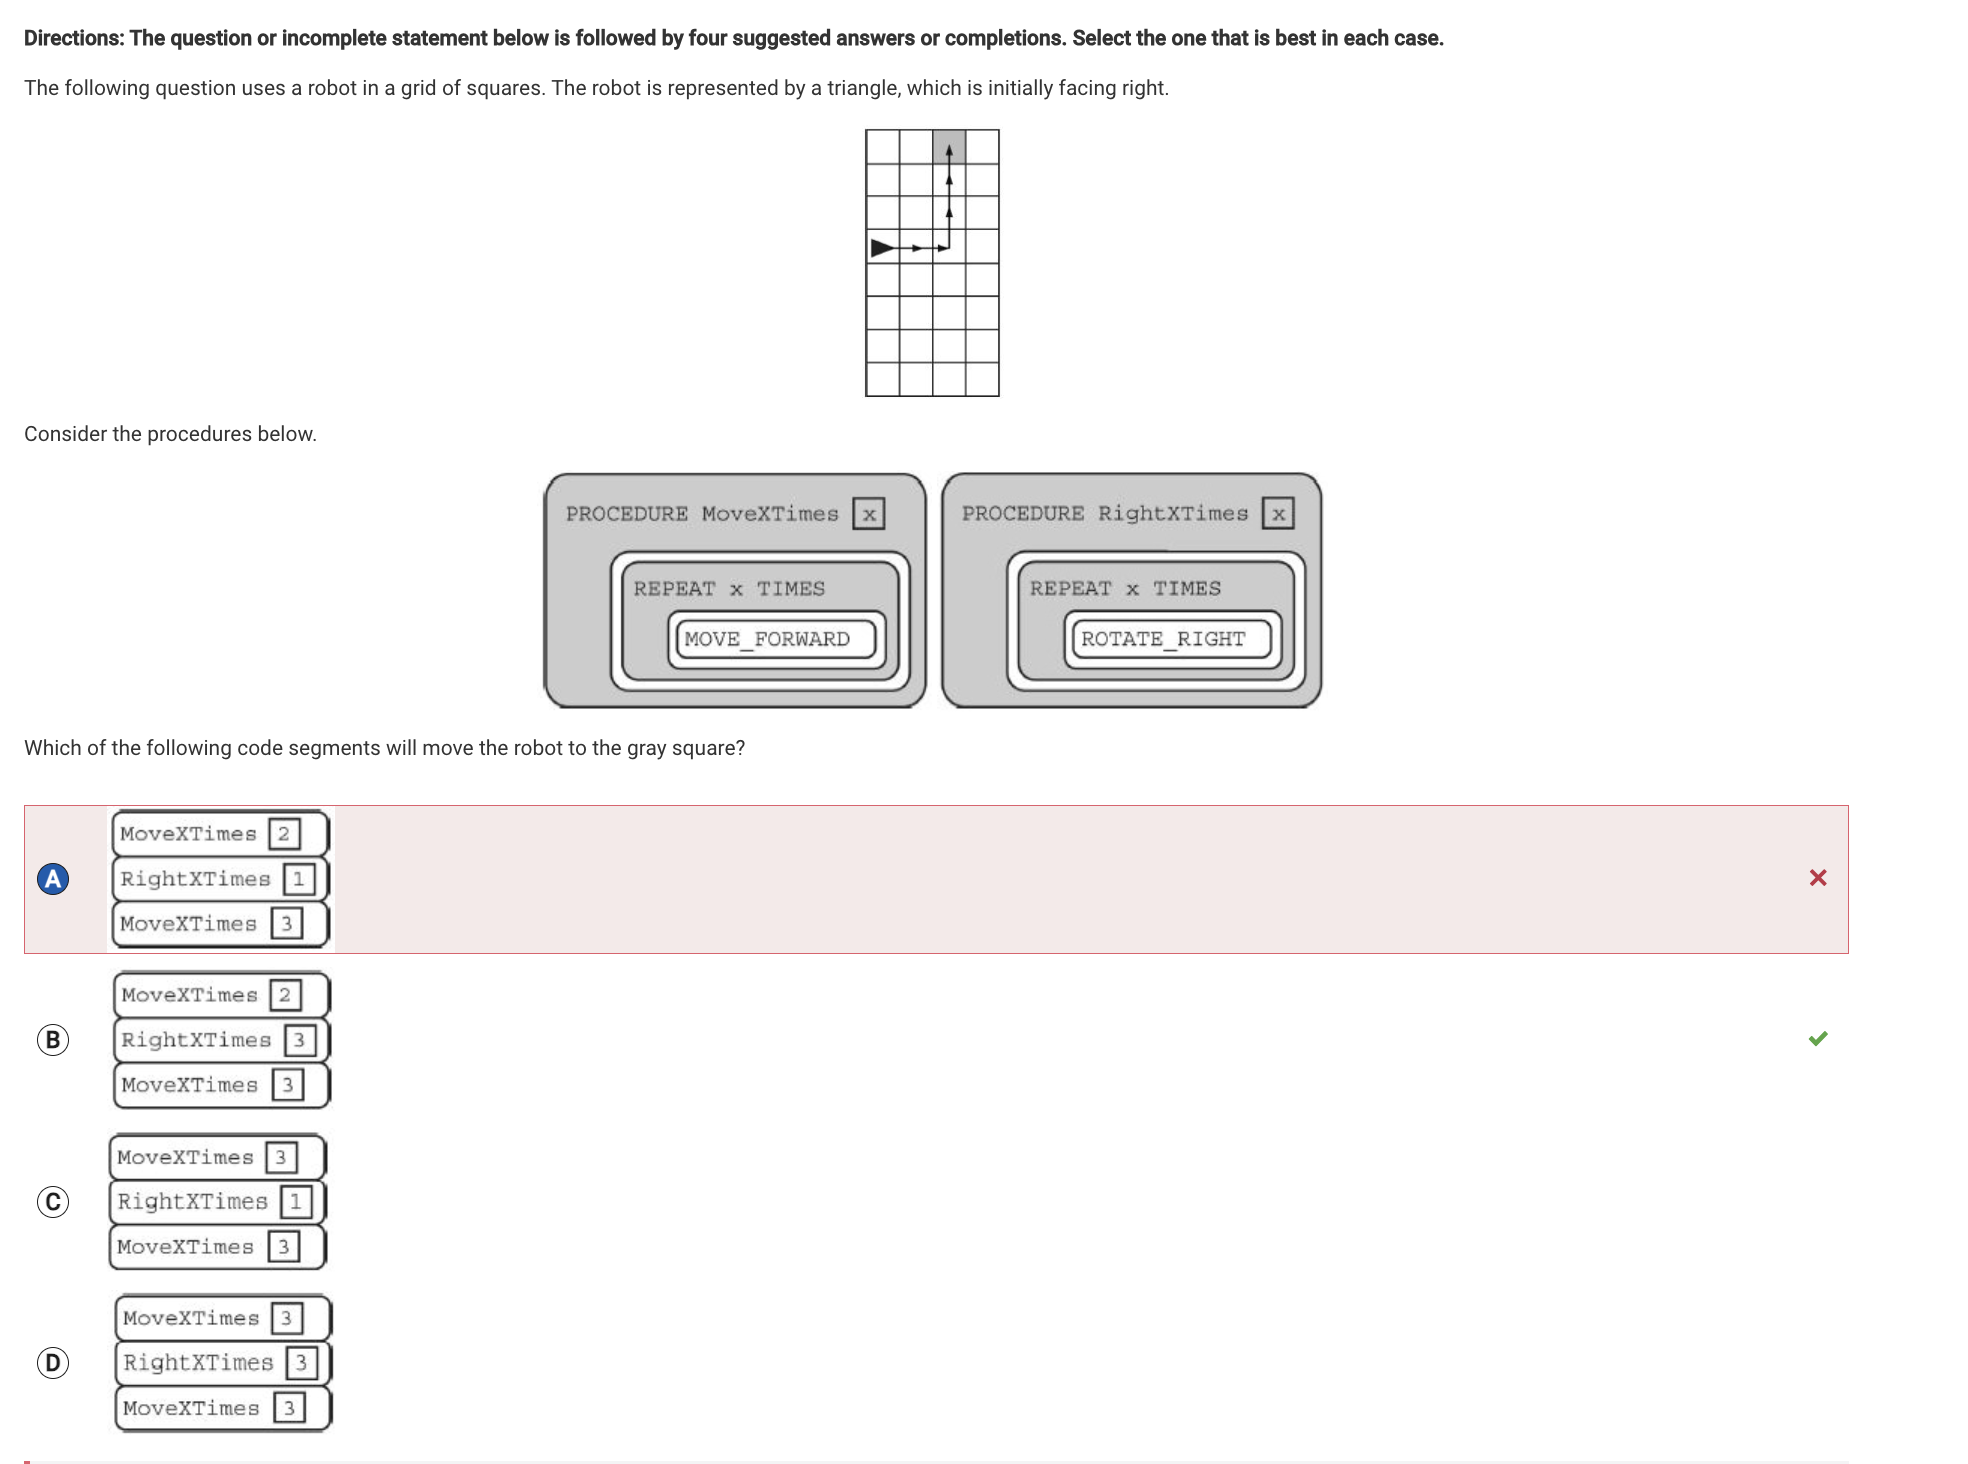 Directions: The question or incomplete statement below is followed by four suggested answers or completions. Select the one that is best in each case.
The following question uses a robot in a grid of squares. The robot is represented by a triangle, which is initially facing right.
Consider the procedures below.
PROCEDURE MoveXTimes x
REPEAT x TIMES
MOVE_FORWARD
PROCEDURE RightXTimes x
REPEAT x TIMES
ROTATE_RIGHT
Which of the following code segments will move the robot to the gray square?
A
MoveXTimes 2
RightXTimes 1
MoveXTimes 3
B
MoveXTimes 2
RightXTimes 3
MoveXTimes 3
C
MoveXTimes 3
RightXTimes 1
MoveXTimes 3
D
MoveXTimes 3
RightXTimes 3
MoveXTimes 3